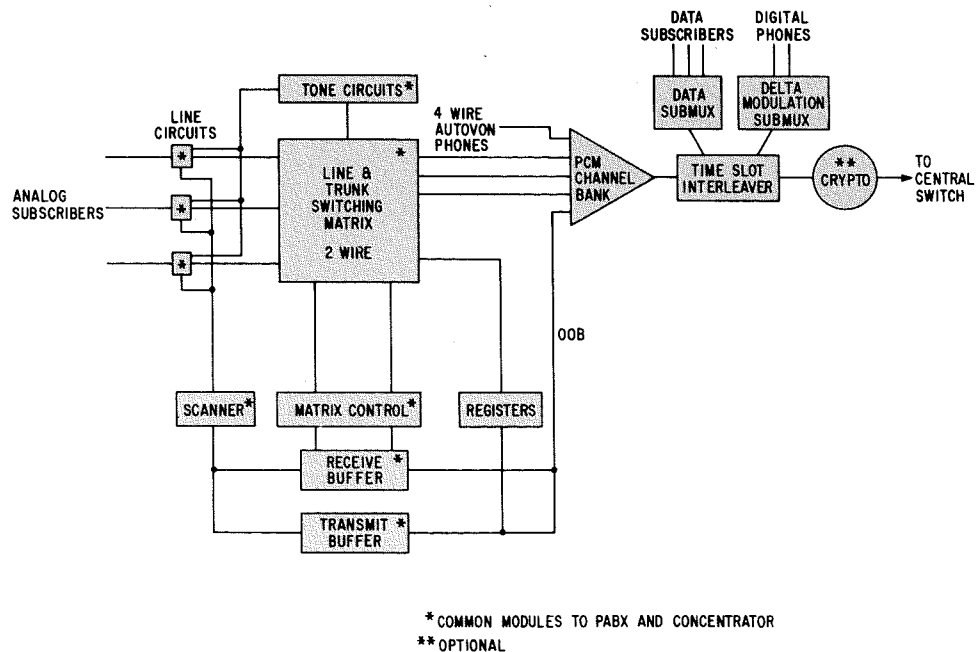 DATA
SUBSCRIBERS
DIGITAL
PHONES
TONE CIRCUITS*
DATA
SUBMUX
DELTA
MODULATION
SUBMUX
LINE
CIRCUITS
4 WIRE
AUTOVON
PHONES
*
*
LINE &
TRUNK
SWITCHING
MATRIX
2 WIRE
PCM
CHANNEL
BANK
TIME SLOT
INTERLEAVER
**
CRYPTO
TO
CENTRAL
SWITCH
ANALOG
SUBSCRIBERS
*
*
OOB
SCANNER*
MATRIX CONTROL*
REGISTERS
RECEIVE *
BUFFER
TRANSMIT *
BUFFER
*COMMON MODULES TO PABX AND CONCENTRATOR
**OPTIONAL